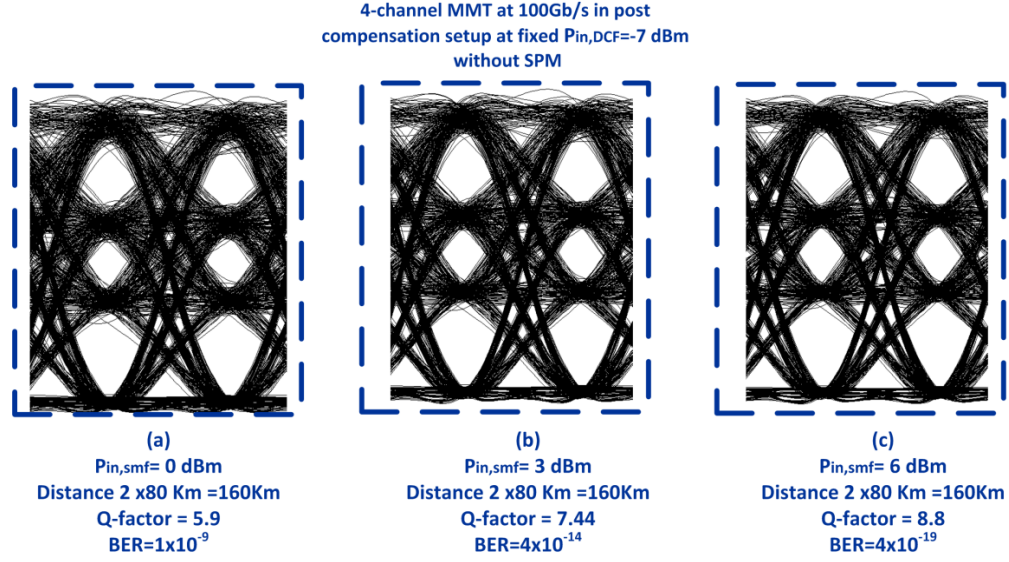 4-channel MMT at 100Gb/s in post
compensation setup at fixed Pin,DCF=-7 dBm
without SPM
(a)
Pin,smf= 0 dBm
Distance 2 x80 Km =160Km
Q-factor = 5.9
BER=1x10^-9
(b)
Pin,smf= 3 dBm
Distance 2 x80 Km =160Km
Q-factor = 7.44
BER=4x10^-14
(c)
Pin,smf= 6 dBm
Distance 2 x80 Km =160Km
Q-factor = 8.8
BER=4x10^-19